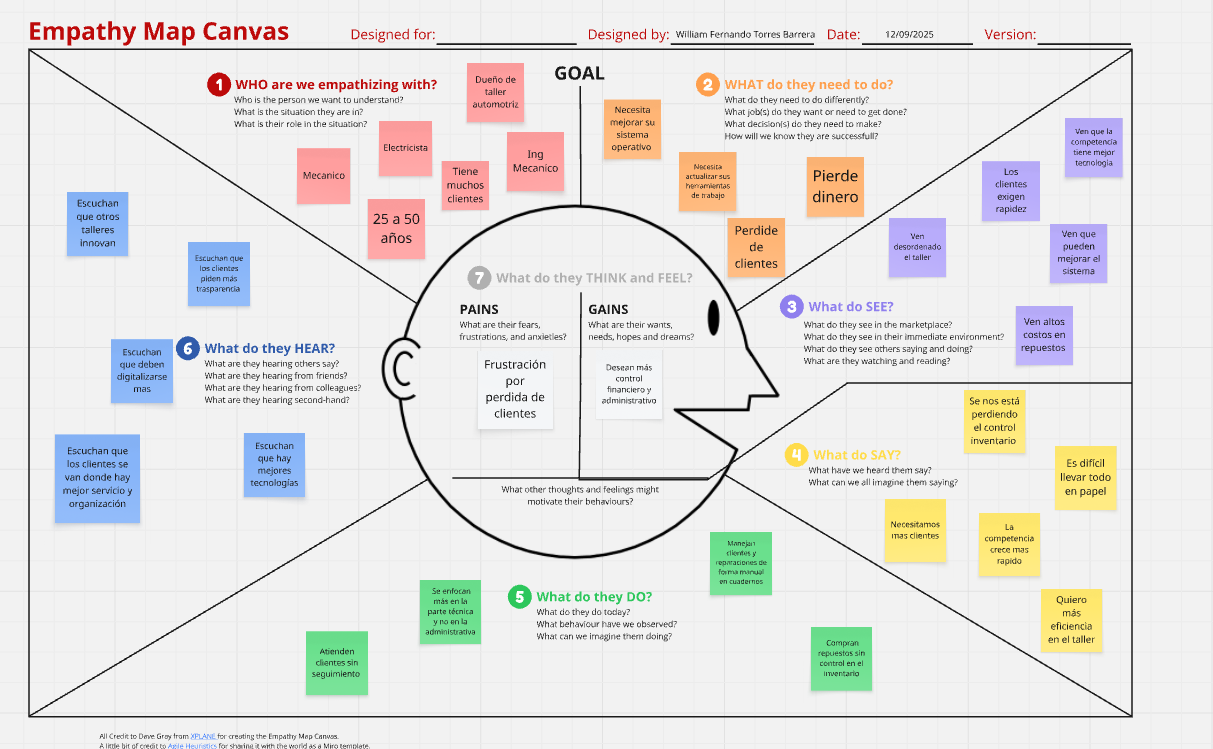 Empathy Map Canvas
Designed for:
Designed by: William Fernando Torres Barrera
Date: 12/09/2025
Version:
GOAL
1 WHO are we empathizing with?
Who is the person we want to understand?
What is the situation they are in?
What is their role in the situation?
Dueño de
taller
automotriz
Electricista
Mecanico
Tiene
muchos
clientes
Ing
Mecanico
25 a 50
años
2 WHAT do they need to do?
What do they need to do differently?
What job(s) do they want or need to get done?
What decision(s) do they need to make?
How will we know they are successfull?
Necesita
mejorar su
sistema
operativo
Necesita
actualizar sus
herramientas
de trabajo
Pierde
dinero
Perdide
de
clientes
3 What do SEE?
What do they see in the marketplace?
What do they see in their immediate environment?
What do they see others saying and doing?
What are they watching and reading?
Ven que la
competencia
tiene mejor
tecnología
Los
clientes
exigen
rapidez
Ven
desordenado
el taller
Ven que
pueden
mejorar el
sistema
Ven altos
costos en
repuestos
4 What do SAY?
What have we heard them say?
What can we all imagine them saying?
Se nos está
perdiendo
el control
inventario
Es difícil
llevar todo
en papel
Necesitamos
mas clientes
La
competencia
crece mas
rapido
Quiero
más
eficiencia
en el taller
5 What do they DO?
What do they do today?
What behaviour have we observed?
What can we imagine them doing?
Manejan
clientes y
reparaciones de
forma manual
en cuadernos
Se enfocan
más en la
parte técnica
y no en la
administrativa
Atienden
clientes sin
seguimiento
Compran
repuestos sin
control en el
inventario
6 What do they HEAR?
What are they hearing others say?
What are they hearing from friends?
What are they hearing from colleagues?
What are they hearing second-hand?
Escuchan
que otros
talleres
innovan
Escuchan que
los clientes
piden más
trasparencia
Escuchan
que deben
digitalizarse
mas
Escuchan que
los clientes se
van donde hay
mejor servicio y
organización
Escuchan
que hay
mejores
tecnologías
7 What do they THINK and FEEL?
PAINS
What are their fears,
frustrations, and anxieties?
Frustración
por
perdida de
clientes
GAINS
What are their wants,
needs, hopes and dreams?
Desean más
control
financiero y
administrativo
What other thoughts and feelings might
motivate their behaviours?
All Credit to Dave Gray from XPLANE for creating the Empathy Map Canvas.
A little bit of credit to Agile Heuristics for sharing it with the world as a Miro template.